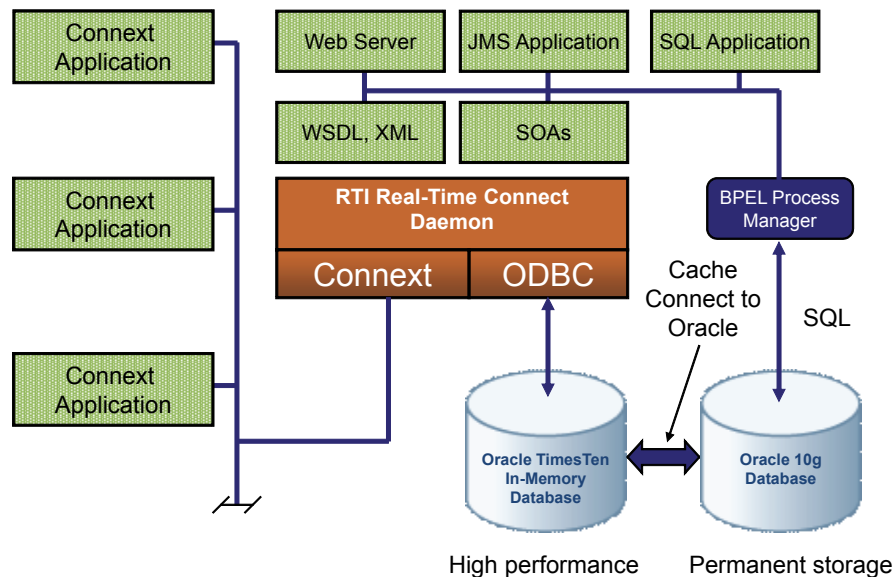 Connext
Application
Web Server
JMS Application
SQL Application
WSDL, XML
SOAs
Connext
Application
RTI Real-Time Connect
Daemon
BPEL Process
Manager
Connext
ODBC
Cache
Connect to
Oracle
SQL
Connext
Application
Oracle TimesTen
In-Memory
Database
Oracle 10g
Database
High performance
Permanent storage